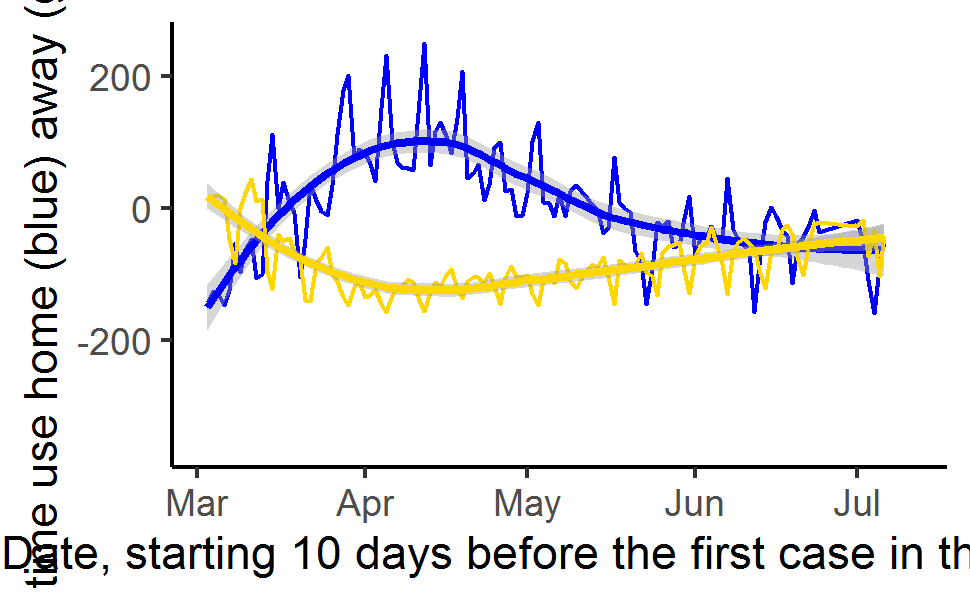 time use home (blue) away (
200
0
-200
Mar
Apr
May
Jun
Jul
Date, starting 10 days before the first case in th